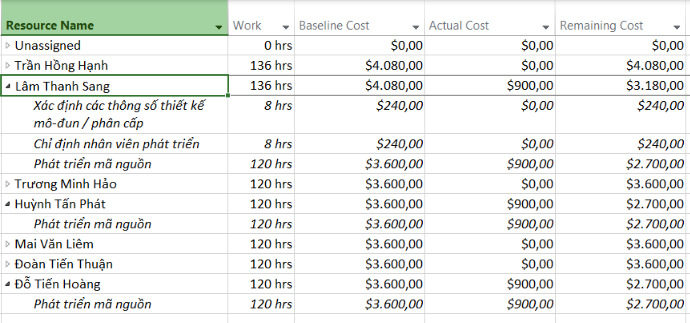 Resource Name Work Baseline Cost Actual Cost Remaining Cost
Unassigned 0 hrs $0,00 $0,00 $0,00
Trần Hồng Hạnh 136 hrs $4.080,00 $0,00 $4.080,00
Lâm Thanh Sang 136 hrs $4.080,00 $900,00 $3.180,00
Xác định các thông số thiết kế 8 hrs $240,00 $0,00 $240,00
mô-đun / phân cấp
Chỉ định nhân viên phát triển 8 hrs $240,00 $0,00 $240,00
Phát triển mã nguồn 120 hrs $3.600,00 $900,00 $2.700,00
Trương Minh Hảo 120 hrs $3.600,00 $0,00 $3.600,00
Huỳnh Tấn Phát 120 hrs $3.600,00 $900,00 $2.700,00
Phát triển mã nguồn 120 hrs $3.600,00 $900,00 $2.700,00
Mai Văn Liêm 120 hrs $3.600,00 $0,00 $3.600,00
Đoàn Tiến Thuận 120 hrs $3.600,00 $0,00 $3.600,00
Đỗ Tiến Hoàng 120 hrs $3.600,00 $900,00 $2.700,00
Phát triển mã nguồn 120 hrs $3.600,00 $900,00 $2.700,00